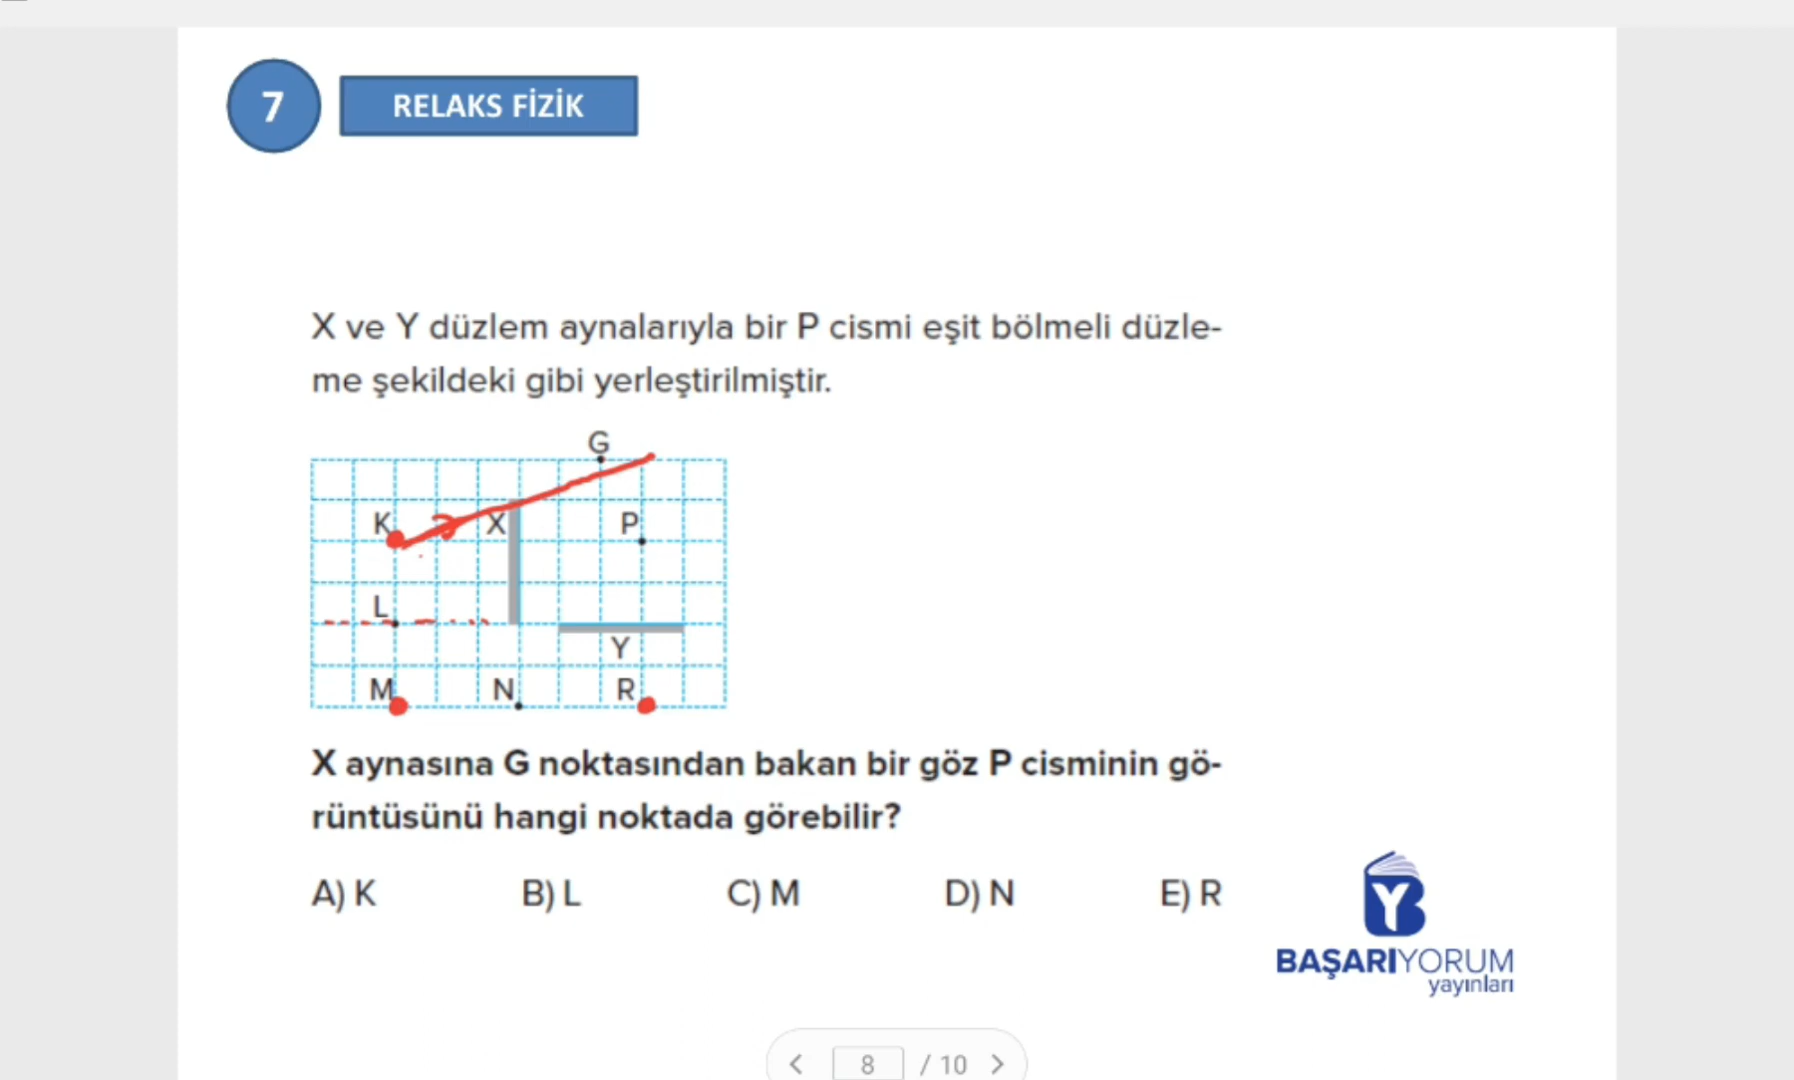 7
RELAKS FİZİK
X ve Y düzlem aynalarıyla bir P cismi eşit bölmeli düzle-
me şekildeki gibi yerleştirilmiştir.
G
K X P
L
Y
M N R
X aynasına G noktasından bakan bir göz P cisminin gö-
rüntüsünü hangi noktada görebilir?
A) K B) L C) M D) N E) R
BAŞARIYORUM
yayınları
8 / 10